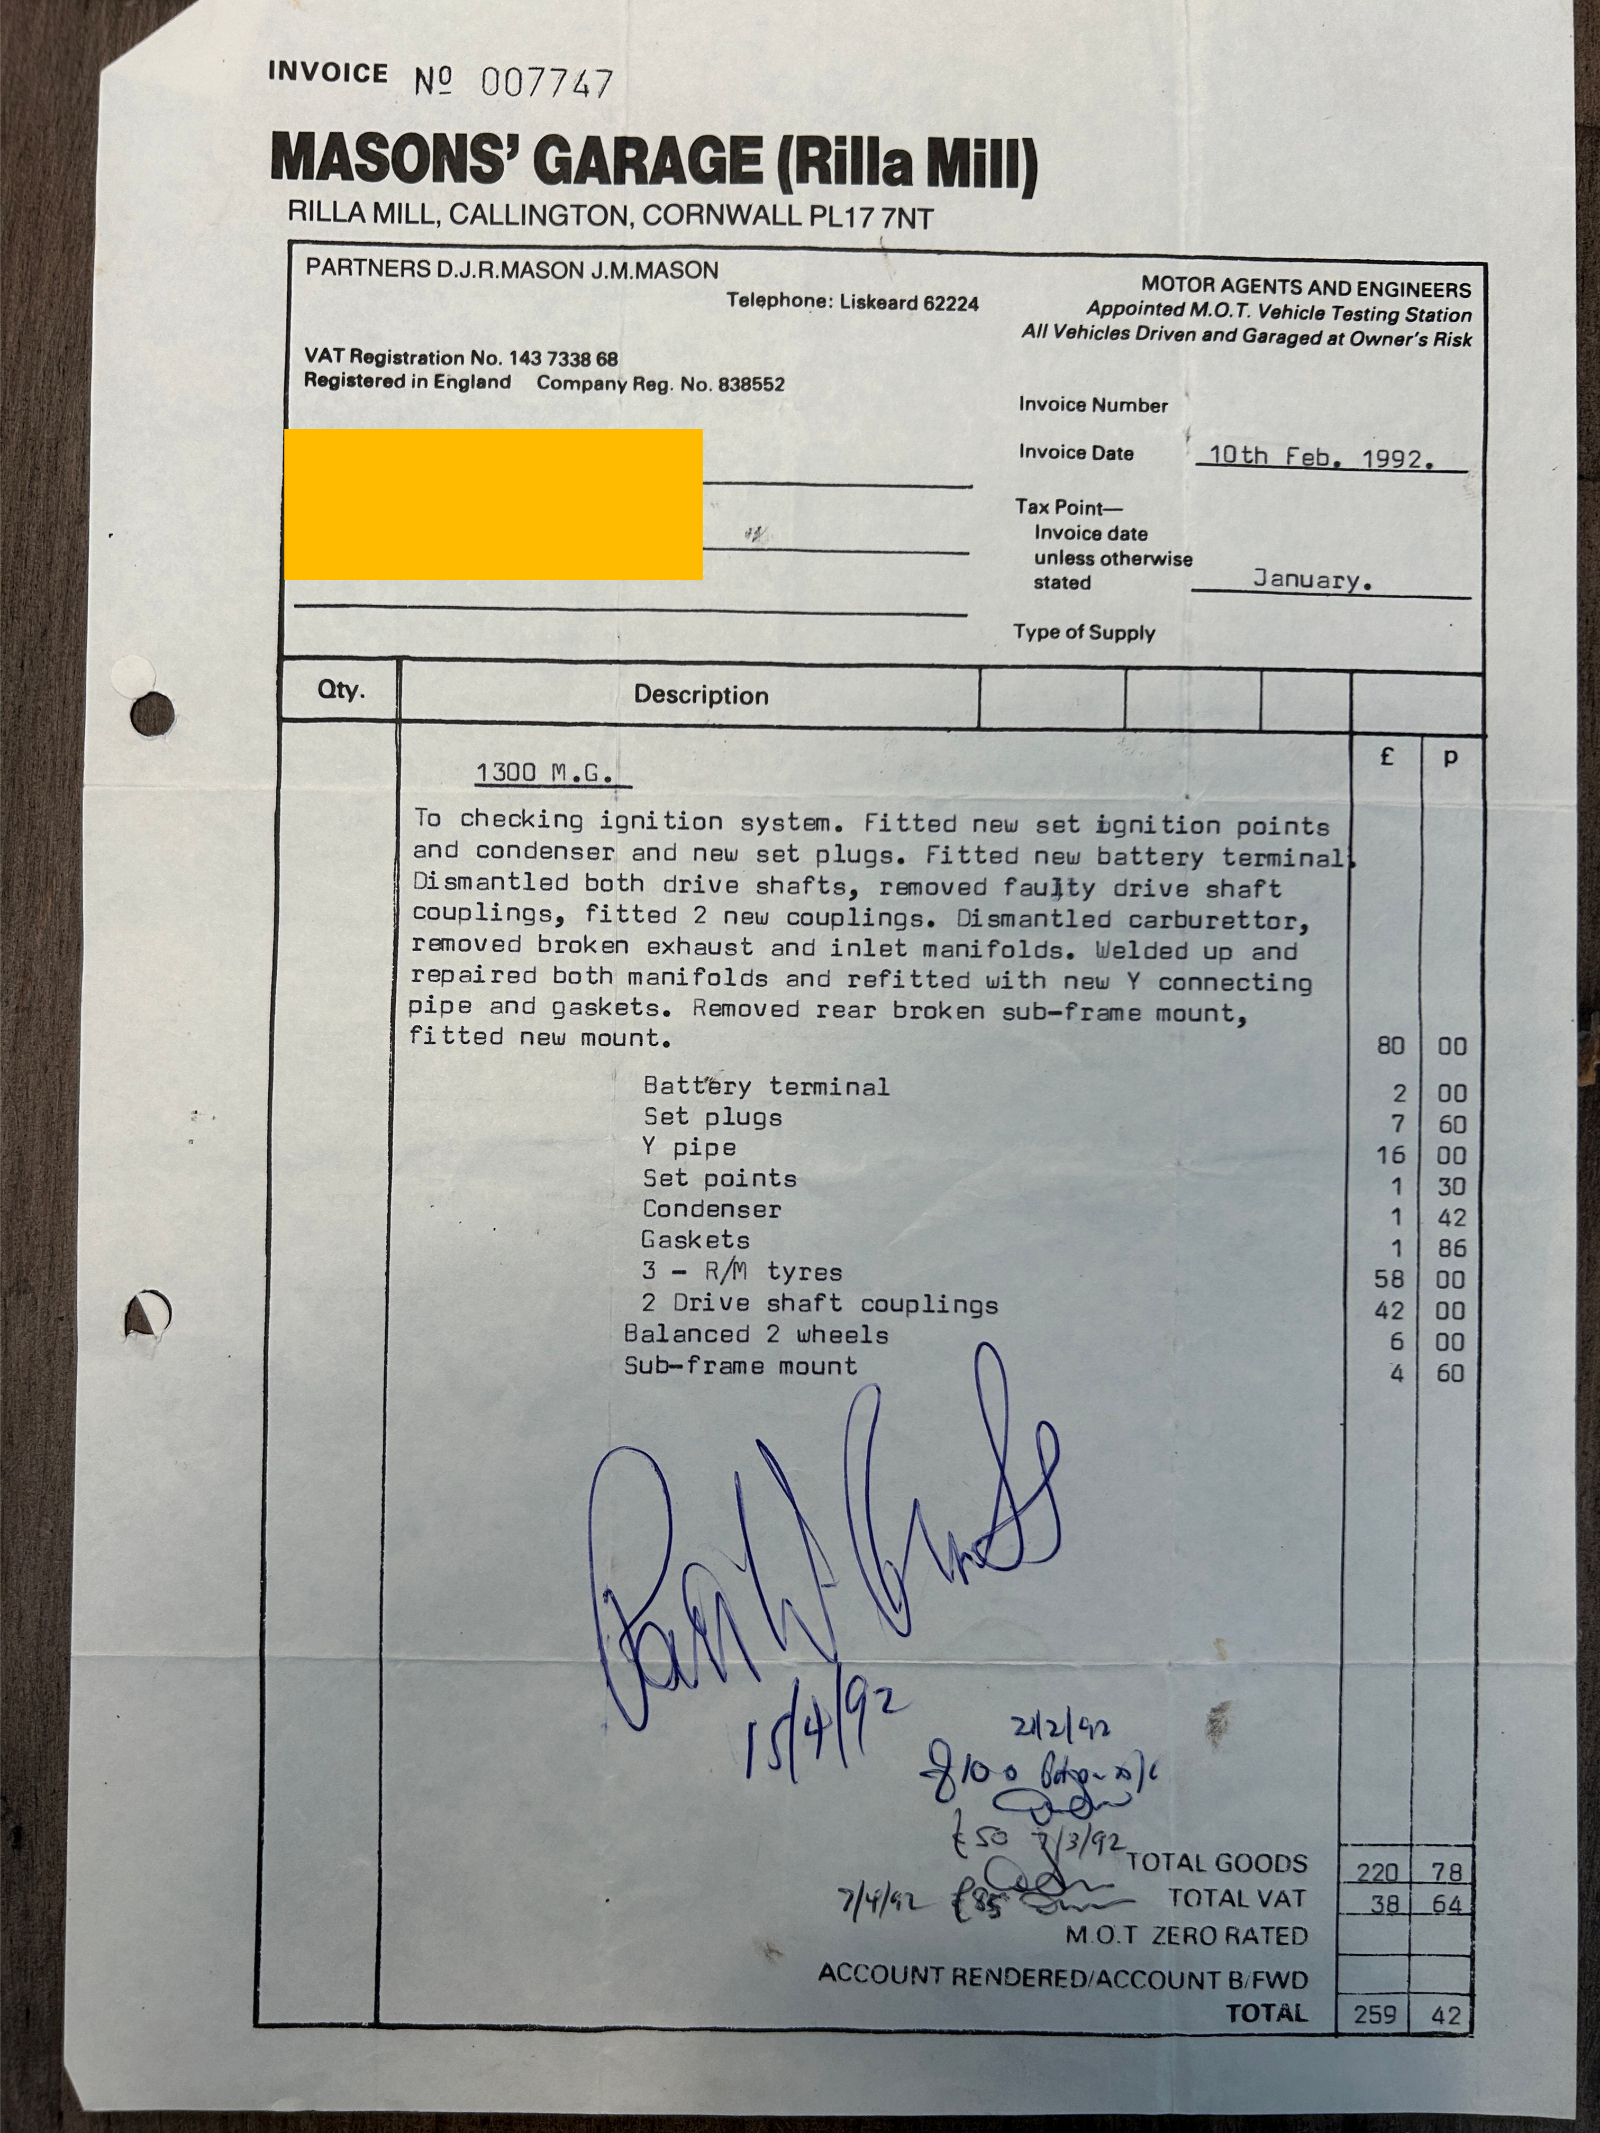 INVOICE Nº 007747
MASONS' GARAGE (Rilla Mill)
RILLA MILL, CALLINGTON, CORNWALL PL17 7NT
PARTNERS D.J.R.MASON J.M.MASON
Telephone: Liskeard 62224
MOTOR AGENTS AND ENGINEERS
Appointed M.O.T. Vehicle Testing Station
All Vehicles Driven and Garaged at Owner's Risk
VAT Registration No. 143 7338 68
Registered in England Company Reg. No. 838552
Invoice Number
Invoice Date 10th Feb. 1992.
Tax Point—
Invoice date
unless otherwise
stated January.
Type of Supply
Qty. Description
£ p
1300 M.G.
To checking ignition system. Fitted new set ignition points
and condenser and new set plugs. Fitted new battery terminal.
Dismantled both drive shafts, removed faulty drive shaft
couplings, fitted 2 new couplings. Dismantled carburettor,
removed broken exhaust and inlet manifolds. Welded up and
repaired both manifolds and refitted with new Y connecting
pipe and gaskets. Removed rear broken sub-frame mount,
fitted new mount. 80 00
Battery terminal 2 00
Set plugs 7 60
Y pipe 16 00
Set points 1 30
Condenser 1 42
Gaskets 1 86
3 - R/M tyres 58 00
2 Drive shaft couplings 42 00
Balanced 2 wheels 6 00
Sub-frame mount 4 60
15/4/92
21/2/92
£100
£50 7/3/92
TOTAL GOODS 220 78
7/4/92 £85
TOTAL VAT 38 64
M.O.T ZERO RATED
ACCOUNT RENDERED/ACCOUNT B/FWD
TOTAL 259 42